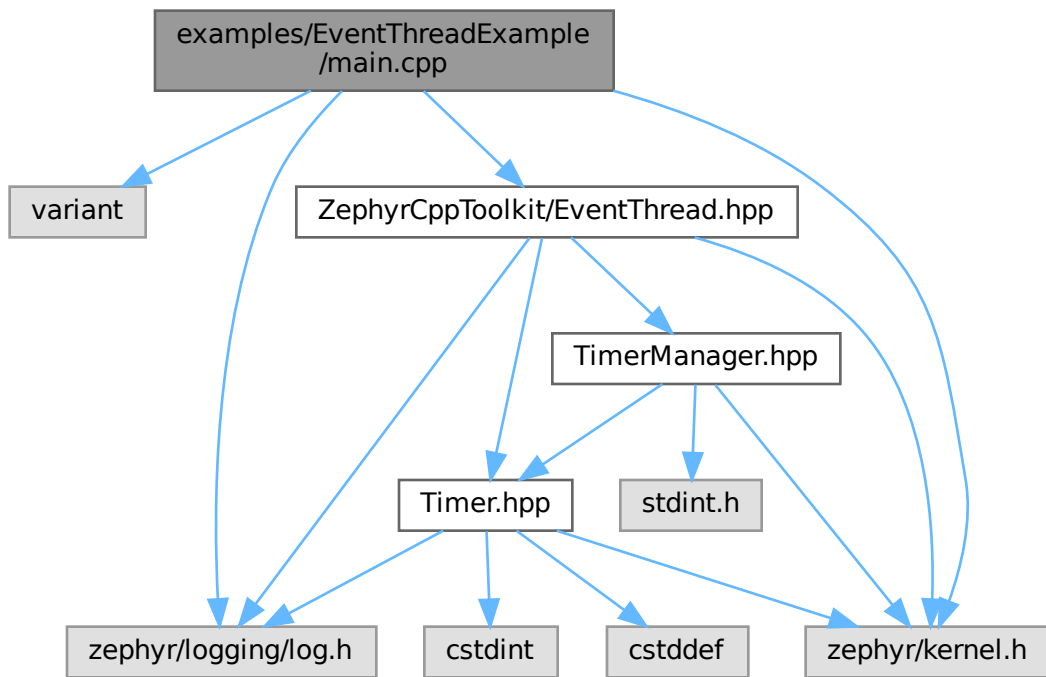 examples/EventThreadExample
/main.cpp
variant
ZephyrCppToolkit/EventThread.hpp
TimerManager.hpp
Timer.hpp
stdint.h
zephyr/logging/log.h
cstdint
cstddef
zephyr/kernel.h